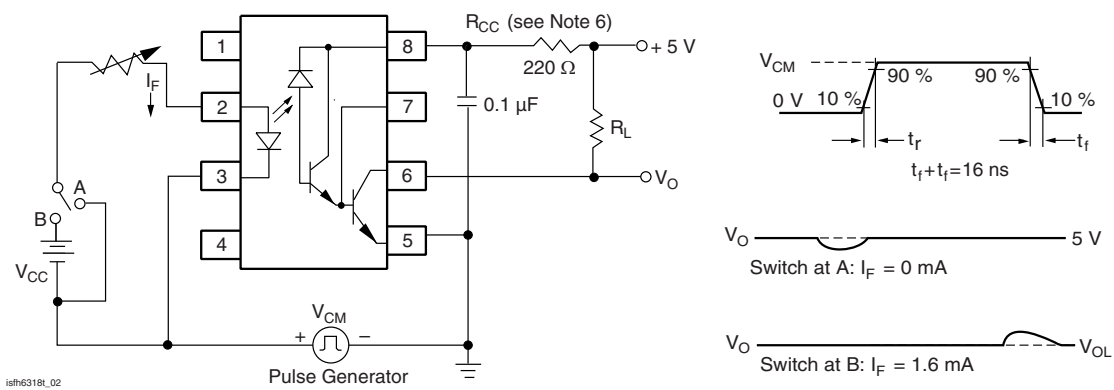 R_CC (see Note 6)
1
8
+ 5 V
220 Ω
I_F
2
7
0.1 µF
R_L
3
6
V_O
A
B
4
5
V_CC
V_CM
+
–
Pulse Generator
isfh6318t_02
V_CM
90 %
90 %
0 V
10 %
10 %
t_r
t_f
t_f+t_f=16 ns
V_O
5 V
Switch at A: I_F = 0 mA
V_O
V_OL
Switch at B: I_F = 1.6 mA